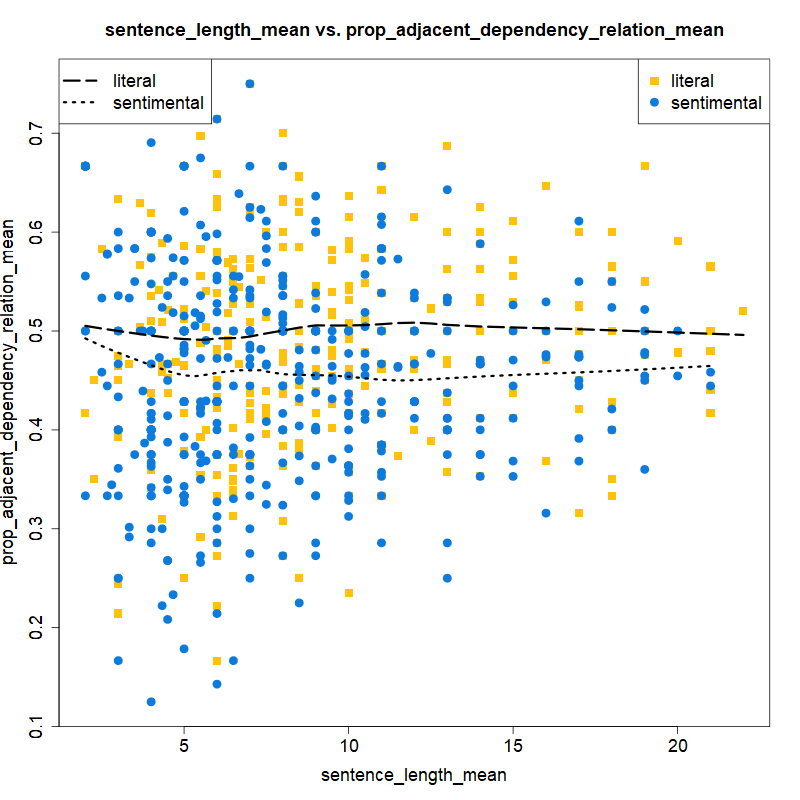 sentence_length_mean vs. prop_adjacent_dependency_relation_mean
literal
sentimental
literal
sentimental
prop_adjacent_dependency_relation_mean
0.7
0.6
0.5
0.4
0.3
0.2
0.1
5 10 15 20
sentence_length_mean